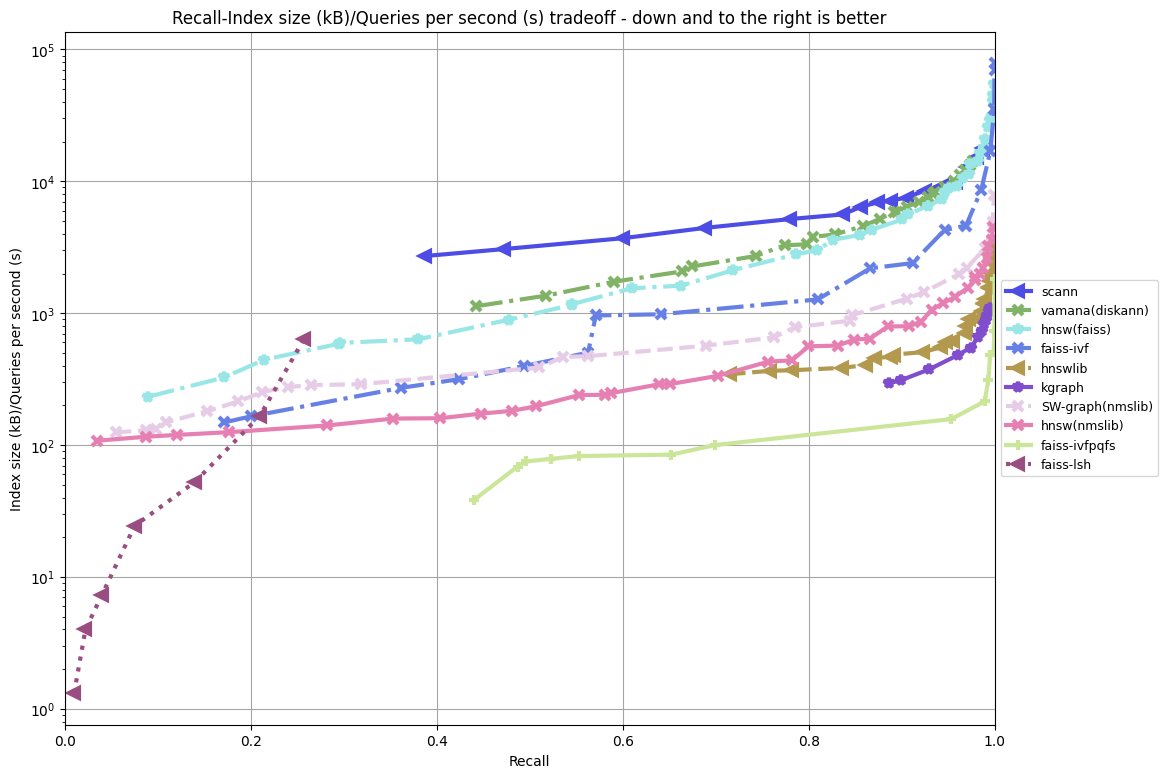 Recall-Index size (kB)/Queries per second (s) tradeoff - down and to the right is better
Index size (kB)/Queries per second (s)
10^5
10^4
10^3
10^2
10^1
10^0
0.0 0.2 0.4 0.6 0.8 1.0
Recall
scann
vamana(diskann)
hnsw(faiss)
faiss-ivf
hnswlib
kgraph
SW-graph(nmslib)
hnsw(nmslib)
faiss-ivfpqfs
faiss-lsh